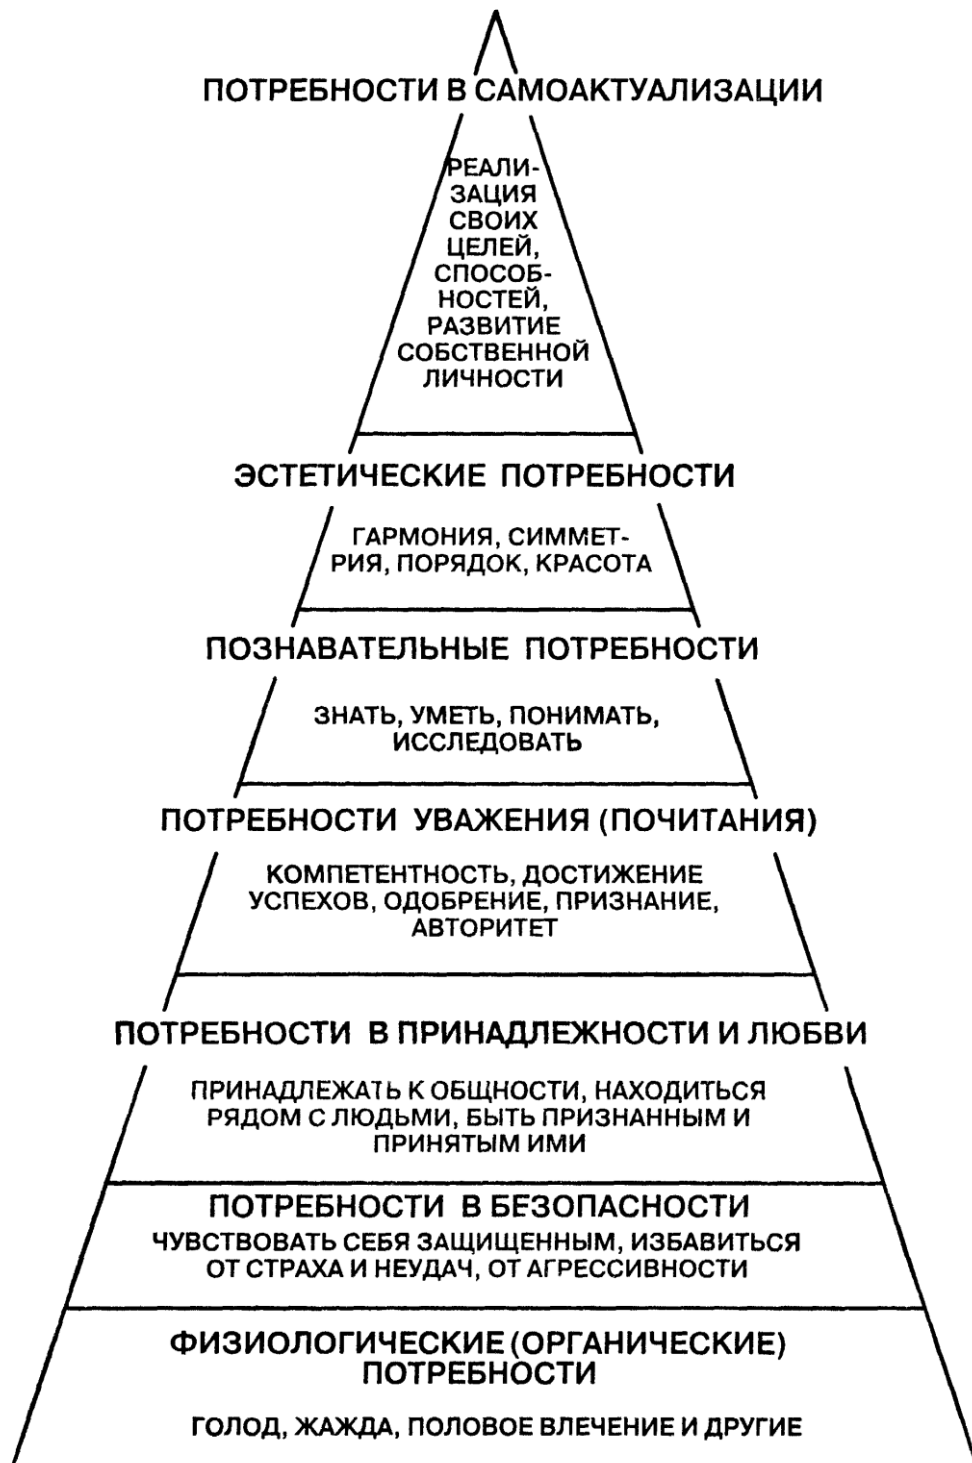 ПОТРЕБНОСТИ В САМОАКТУАЛИЗАЦИИ
РЕАЛИ-
ЗАЦИЯ
СВОИХ
ЦЕЛЕЙ,
СПОСОБ-
НОСТЕЙ,
РАЗВИТИЕ
СОБСТВЕННОЙ
ЛИЧНОСТИ
ЭСТЕТИЧЕСКИЕ ПОТРЕБНОСТИ
ГАРМОНИЯ, СИММЕТ-
РИЯ, ПОРЯДОК, КРАСОТА
ПОЗНАВАТЕЛЬНЫЕ ПОТРЕБНОСТИ
ЗНАТЬ, УМЕТЬ, ПОНИМАТЬ,
ИССЛЕДОВАТЬ
ПОТРЕБНОСТИ УВАЖЕНИЯ (ПОЧИТАНИЯ)
КОМПЕТЕНТНОСТЬ, ДОСТИЖЕНИЕ
УСПЕХОВ, ОДОБРЕНИЕ, ПРИЗНАНИЕ,
АВТОРИТЕТ
ПОТРЕБНОСТИ В ПРИНАДЛЕЖНОСТИ И ЛЮБВИ
ПРИНАДЛЕЖАТЬ К ОБЩНОСТИ, НАХОДИТЬСЯ
РЯДОМ С ЛЮДЬМИ, БЫТЬ ПРИЗНАННЫМ И
ПРИНЯТЫМ ИМИ
ПОТРЕБНОСТИ В БЕЗОПАСНОСТИ
ЧУВСТВОВАТЬ СЕБЯ ЗАЩИЩЕННЫМ, ИЗБАВИТЬСЯ
ОТ СТРАХА И НЕУДАЧ, ОТ АГРЕССИВНОСТИ
ФИЗИОЛОГИЧЕСКИЕ (ОРГАНИЧЕСКИЕ)
ПОТРЕБНОСТИ
ГОЛОД, ЖАЖДА, ПОЛОВОЕ ВЛЕЧЕНИЕ И ДРУГИЕ